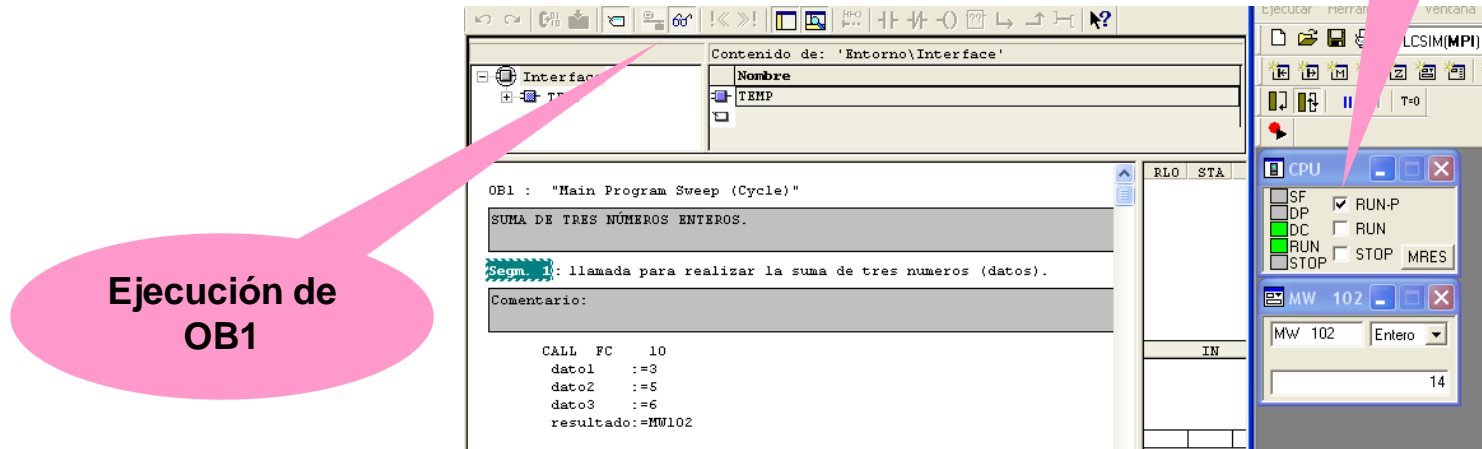 Ejecutar Ventana
LCSIM(MPI)
T=0
Contenido de: 'Entorno\Interface'
Interfac
Nombre
TEMP
OB1 : "Main Program Sweep (Cycle)"
SUMA DE TRES NÚMEROS ENTEROS.
Segm. 1: llamada para realizar la suma de tres numeros (datos).
Comentario:
CALL FC 10
dato1 :=3
dato2 :=5
dato3 :=6
resultado:=MW102
Ejecución de
OB1
RLO STA
IN
CPU
SF
DP
DC
RUN
STOP
RUN-P
RUN
STOP
MRES
MW 102
MW 102 Entero
14